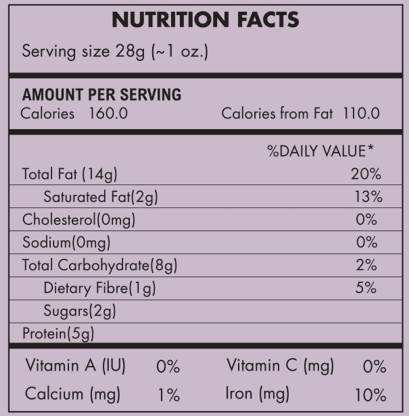 NUTRITION FACTS
Serving size 28g (~1 oz.)
AMOUNT PER SERVING
Calories 160.0 Calories from Fat 110.0
%DAILY VALUE*
Total Fat (14g) 20%
Saturated Fat(2g) 13%
Cholesterol(0mg) 0%
Sodium(0mg) 0%
Total Carbohydrate(8g) 2%
Dietary Fibre(1g) 5%
Sugars(2g)
Protein(5g)
Vitamin A (IU) 0% Vitamin C (mg) 0%
Calcium (mg) 1% Iron (mg) 10%